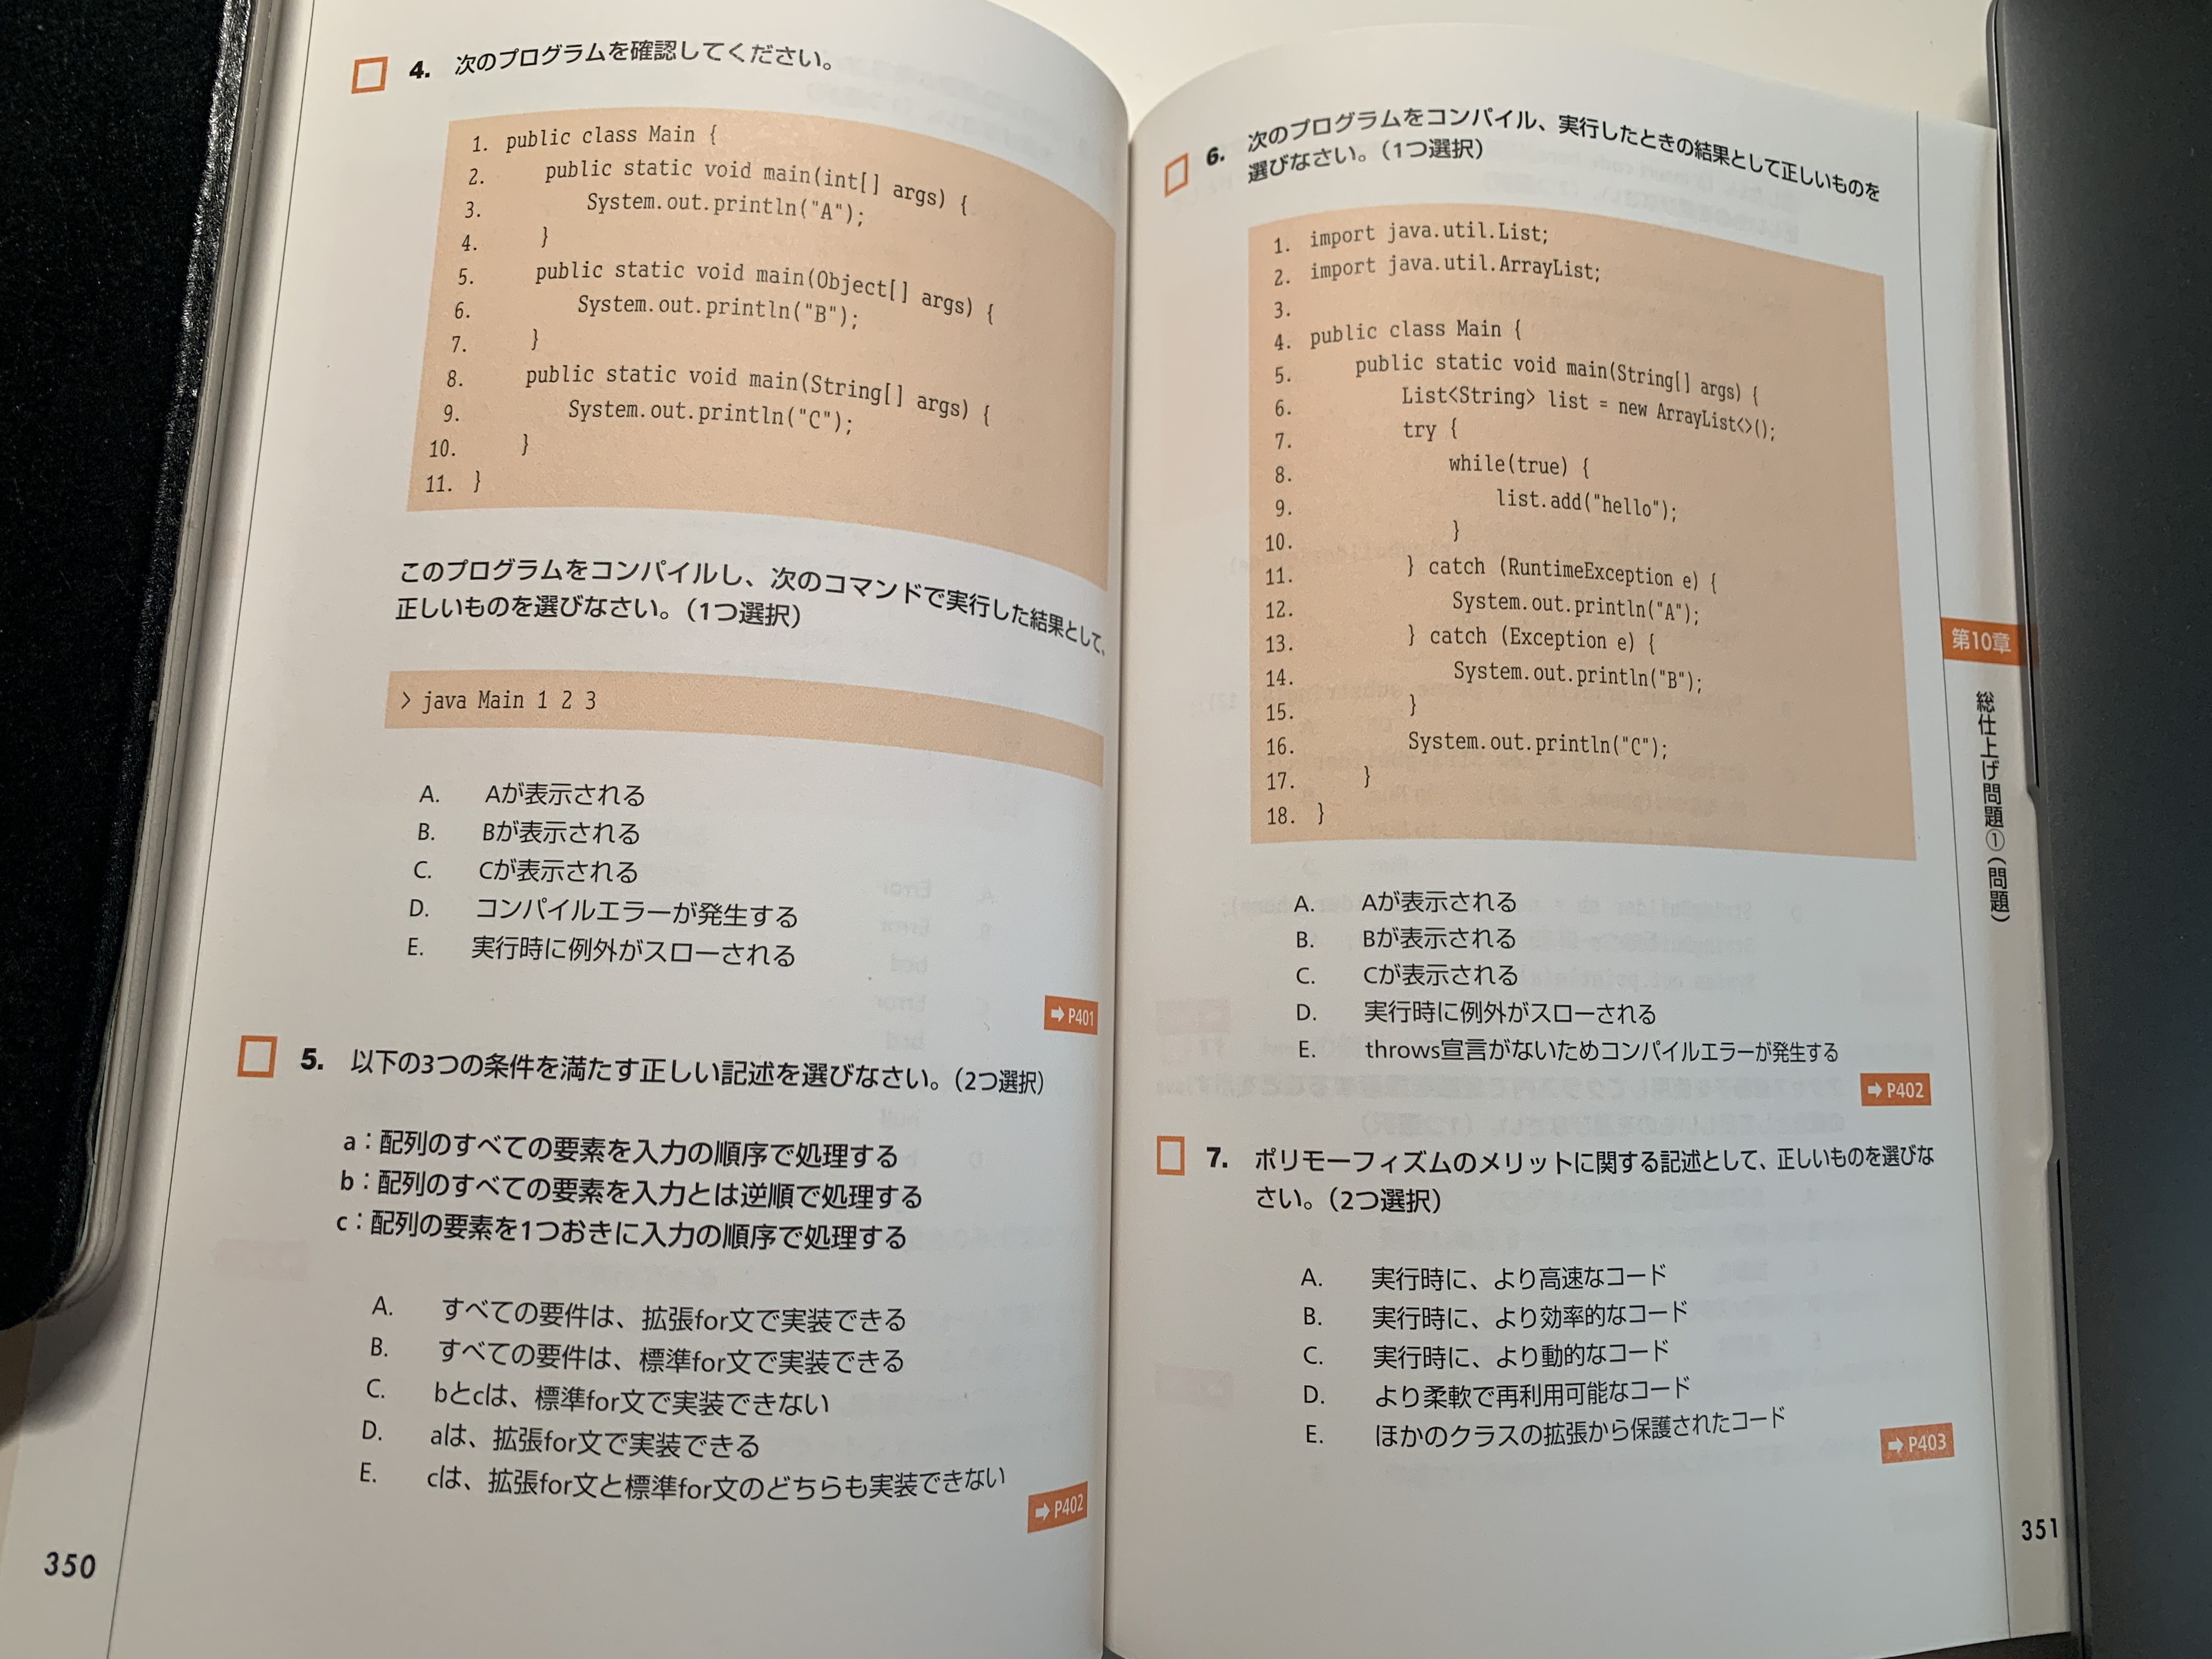 4. 次のプログラムを確認してください。
1. public class Main {
2. public static void main(int[] args) {
3. System.out.println("A");
4. }
5. public static void main(Object[] args) {
6. System.out.println("B");
7. }
8. public static void main(String[] args) {
9. System.out.println("C");
10. }
11. }
このプログラムをコンパイルし、次のコマンドで実行した結果として、
正しいものを選びなさい。（1つ選択）
> java Main 1 2 3
A. Aが表示される
B. Bが表示される
C. Cが表示される
D. コンパイルエラーが発生する
E. 実行時に例外がスローされる
➡P401
5. 以下の3つの条件を満たす正しい記述を選びなさい。（2つ選択）
a：配列のすべての要素を入力の順序で処理する
b：配列のすべての要素を入力とは逆順で処理する
c：配列の要素を1つおきに入力の順序で処理する
A. すべての要件は、拡張for文で実装できる
B. すべての要件は、標準for文で実装できる
C. bとcは、標準for文で実装できない
D. aは、拡張for文で実装できる
E. cは、拡張for文と標準for文のどちらも実装できない
➡P402
350
6. 次のプログラムをコンパイル、実行したときの結果として正しいものを
選びなさい。（1つ選択）
1. import java.util.List;
2. import java.util.ArrayList;
3.
4. public class Main {
5. public static void main(String[] args) {
6. List<String> list = new ArrayList<>();
7. try {
8. while(true) {
9. list.add("hello");
10. }
11. } catch (RuntimeException e) {
12. System.out.println("A");
13. } catch (Exception e) {
14. System.out.println("B");
15. }
16. System.out.println("C");
17. }
18. }
A. Aが表示される
B. Bが表示される
C. Cが表示される
D. 実行時に例外がスローされる
E. throws宣言がないためコンパイルエラーが発生する
➡P402
7. ポリモーフィズムのメリットに関する記述として、正しいものを選びな
さい。（2つ選択）
A. 実行時に、より高速なコード
B. 実行時に、より効率的なコード
C. 実行時に、より動的なコード
D. より柔軟で再利用可能なコード
E. ほかのクラスの拡張から保護されたコード
➡P403
第10章
総仕上げ問題①（問題）
351